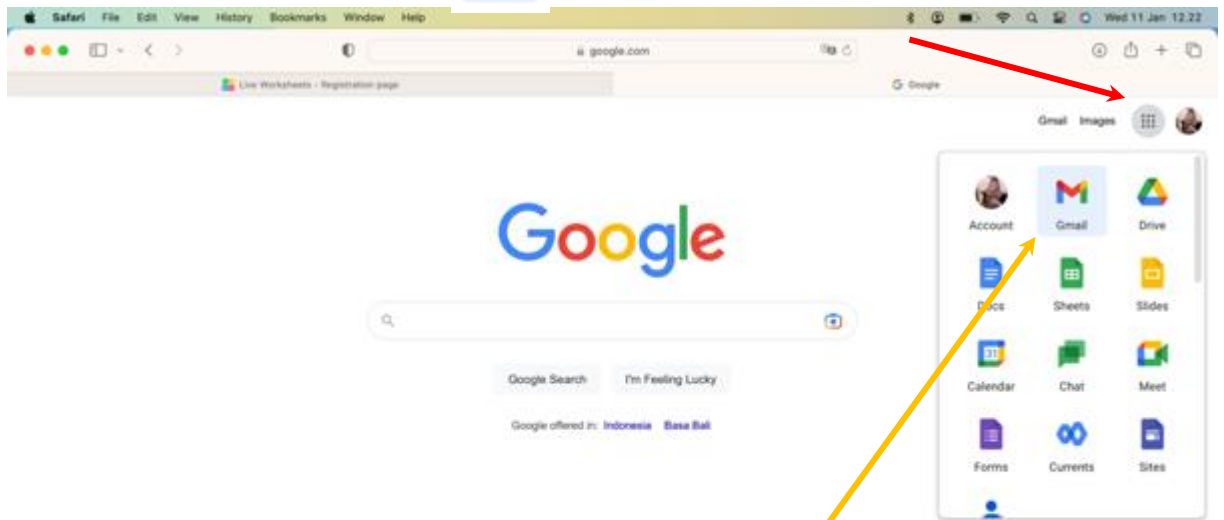 Safari File Edit View History Bookmarks Window Help Wed 11 Jan 12.22
google.com
Live Worksheets - Registration page
Google
Gmail Images
Google
Account Gmail Drive
Docs Sheets Slides
31
Calendar Chat Meet
Forms Currents Sites
Google Search I'm Feeling Lucky
Google offered in: Indonesia Basa Bali